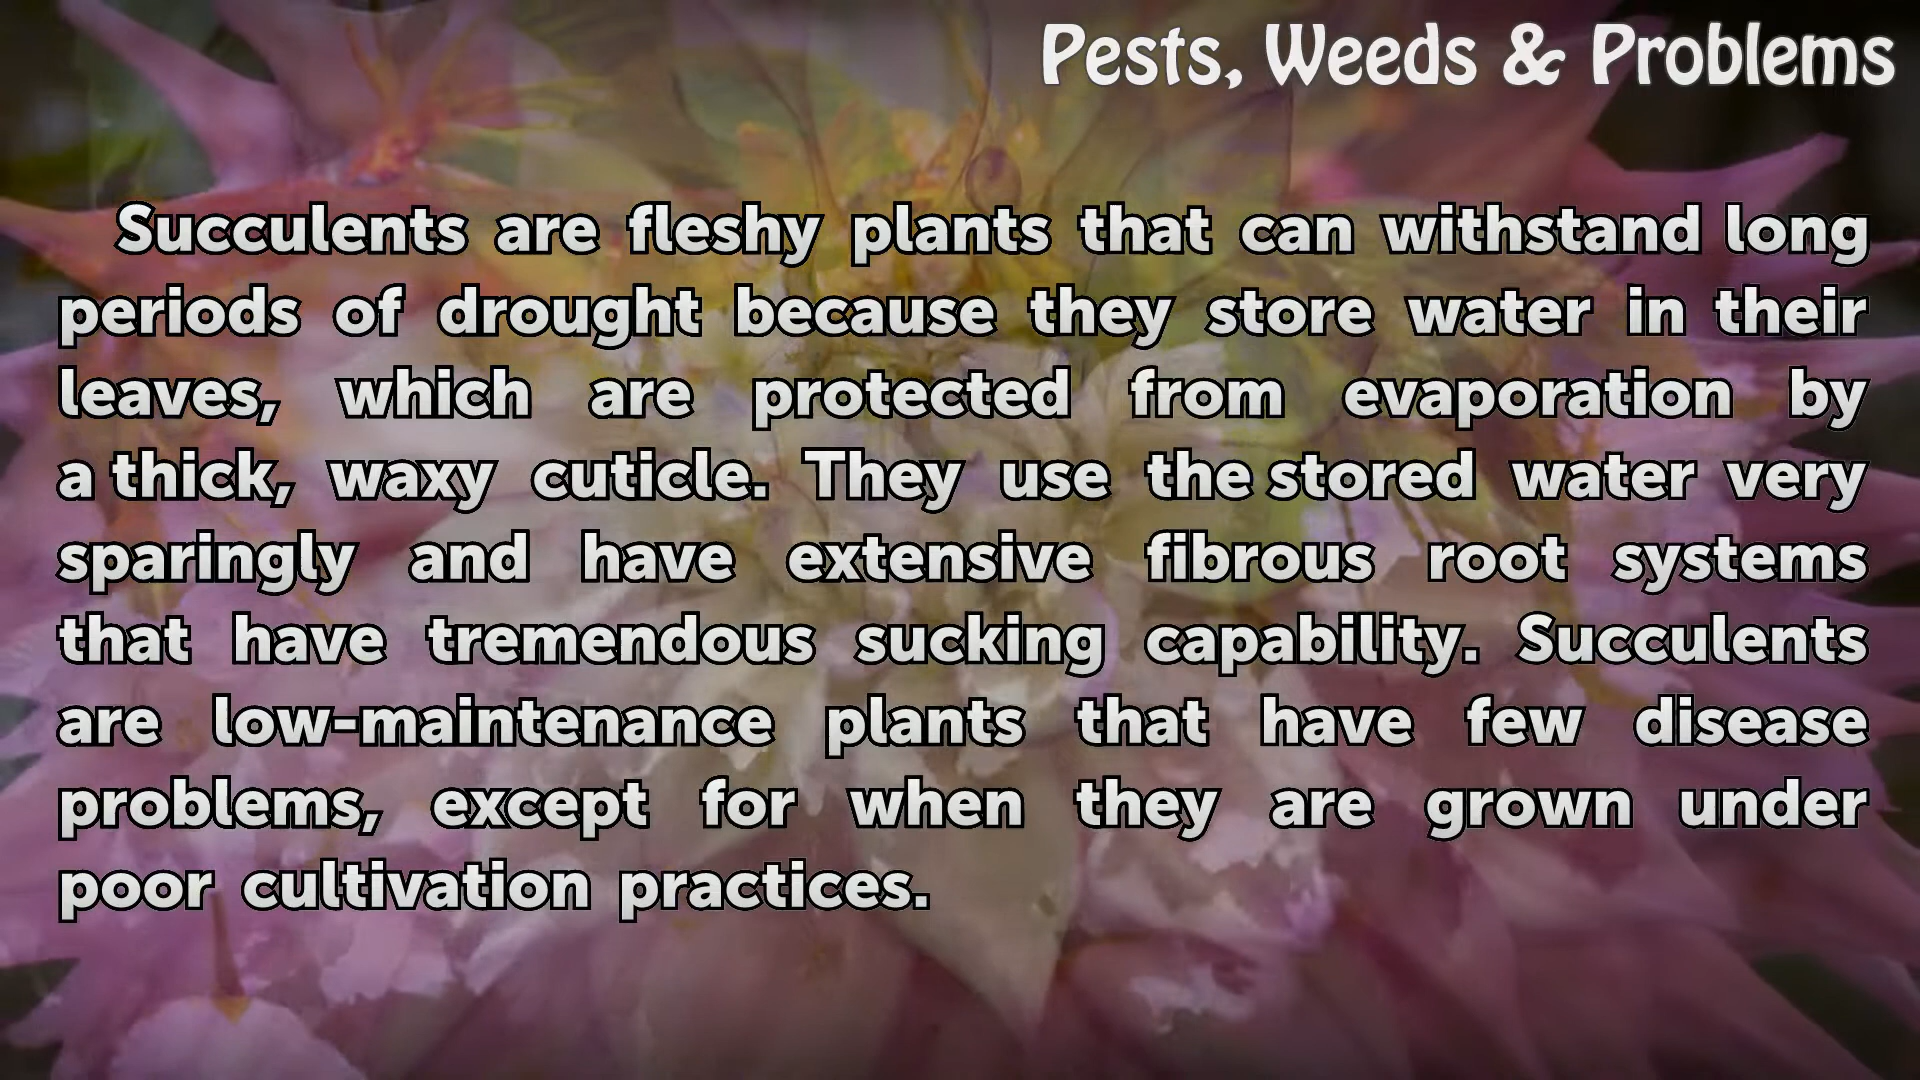 Pests, Weeds & Problems
Succulents are fleshy plants that can withstand long
periods of drought because they store water in their
leaves, which are protected from evaporation by
a thick, waxy cuticle. They use the stored water very
sparingly and have extensive fibrous root systems
that have tremendous sucking capability. Succulents
are low-maintenance plants that have few disease
problems, except for when they are grown under
poor cultivation practices.